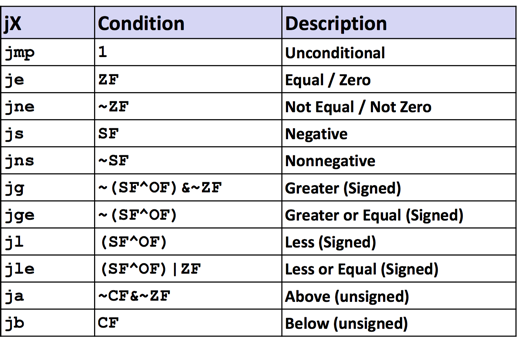 jX Condition Description
jmp 1 Unconditional
je ZF Equal / Zero
jne ~ZF Not Equal / Not Zero
js SF Negative
jns ~SF Nonnegative
jg ~(SF^OF)&~ZF Greater (Signed)
jge ~(SF^OF) Greater or Equal (Signed)
jl (SF^OF) Less (Signed)
jle (SF^OF)|ZF Less or Equal (Signed)
ja ~CF&~ZF Above (unsigned)
jb CF Below (unsigned)